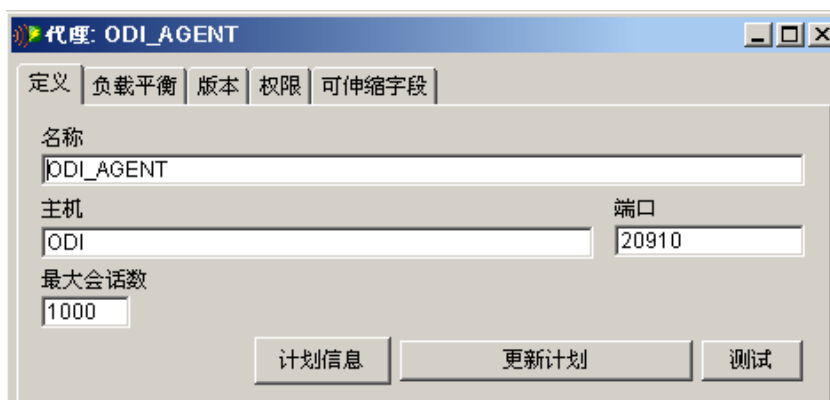 代理: ODI_AGENT
定义 负载平衡 版本 权限 可伸缩字段
名称
ODI_AGENT
主机 端口
ODI 20910
最大会话数
1000
计划信息 更新计划 测试